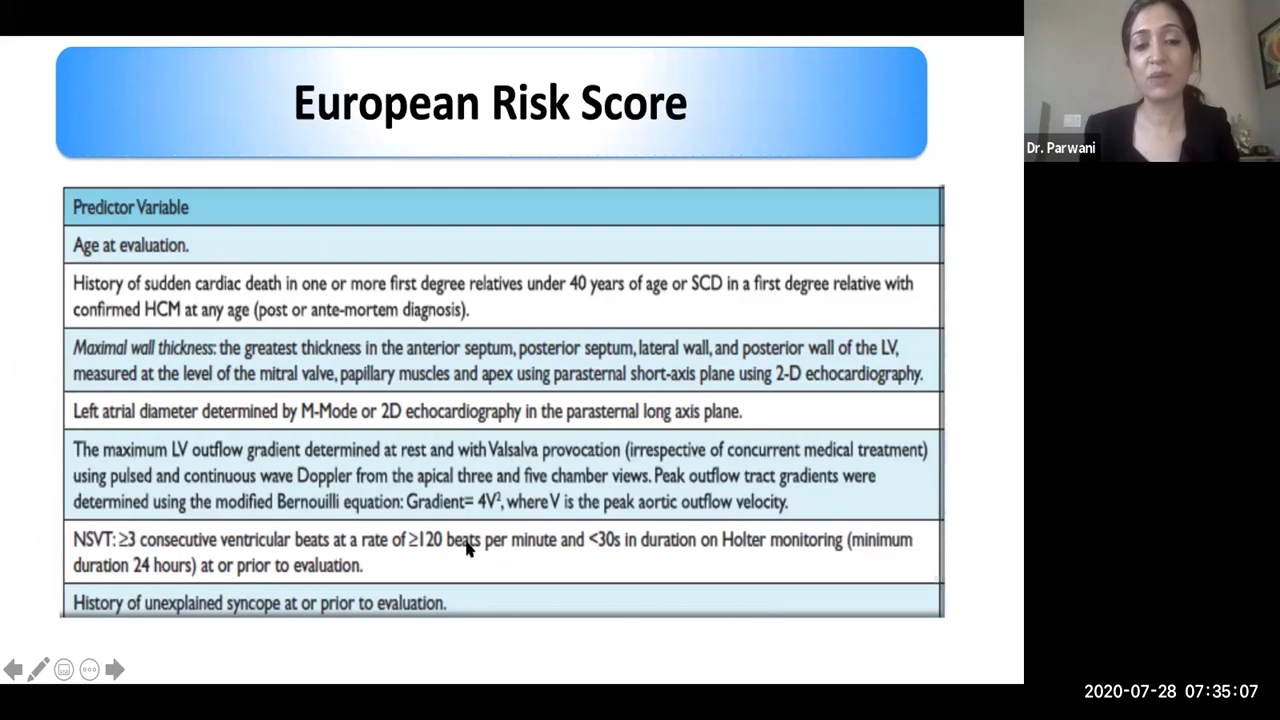 European Risk Score
Dr. Parwani
Predictor Variable
Age at evaluation.
History of sudden cardiac death in one or more first degree relatives under 40 years of age or SCD in a first degree relative with
confirmed HCM at any age (post or ante-mortem diagnosis).
Maximal wall thickness: the greatest thickness in the anterior septum, posterior septum, lateral wall, and posterior wall of the LV,
measured at the level of the mitral valve, papillary muscles and apex using parasternal short-axis plane using 2-D echocardiography.
Left atrial diameter determined by M-Mode or 2D echocardiography in the parasternal long axis plane.
The maximum LV outflow gradient determined at rest and with Valsalva provocation (irrespective of concurrent medical treatment)
using pulsed and continuous wave Doppler from the apical three and five chamber views. Peak outflow tract gradients were
determined using the modified Bernouilli equation: Gradient= 4V², where V is the peak aortic outflow velocity.
NSVT: ≥3 consecutive ventricular beats at a rate of ≥120 beats per minute and <30s in duration on Holter monitoring (minimum
duration 24 hours) at or prior to evaluation.
History of unexplained syncope at or prior to evaluation.
2020-07-28 07:35:07